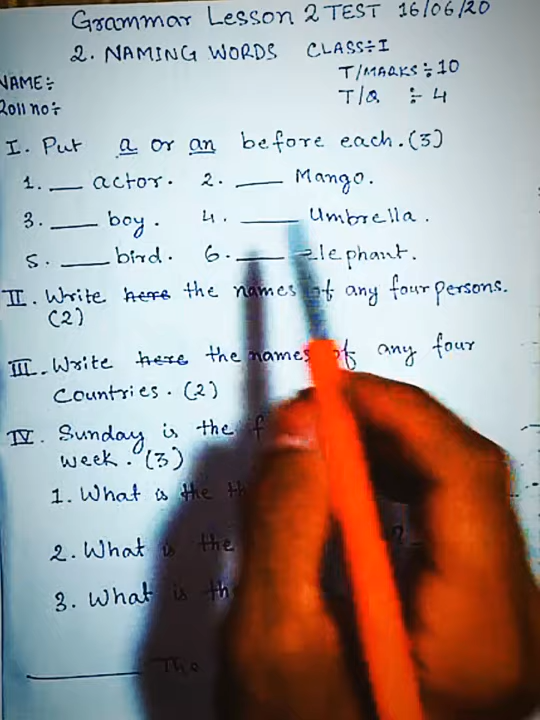 Grammar Lesson 2 TEST 16/06/20
2. NAMING WORDS CLASS:- I
NAME:- T/MARKS:- 10
Roll no:- T/Q :- 4
I. Put a or an before each. (3)
1. ___ actor. 2. ___ Mango.
3. ___ boy. 4. ___ Umbrella.
5. ___ bird. 6. ___ elephant.
II. Write here the names of any four persons.
(2)
III. Write here the names of any four
Countries. (2)
IV. Sunday is the
week. (3)
1. What is the
2. What is the ?
3. What is
The